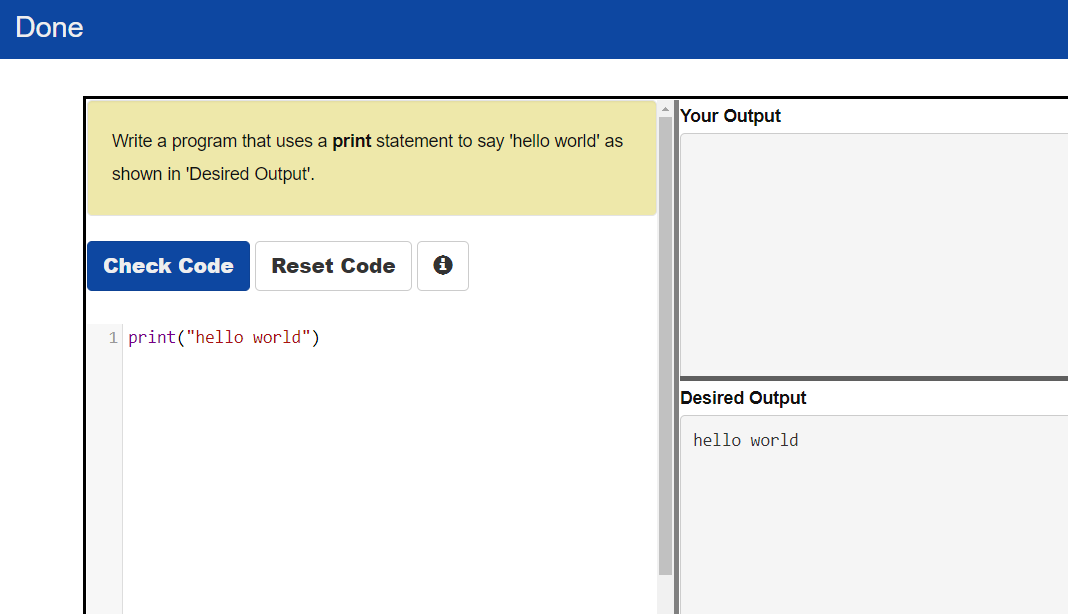 Done
Write a program that uses a print statement to say 'hello world' as
shown in 'Desired Output'.
Check Code
Reset Code
1 print("hello world")
Your Output
Desired Output
hello world